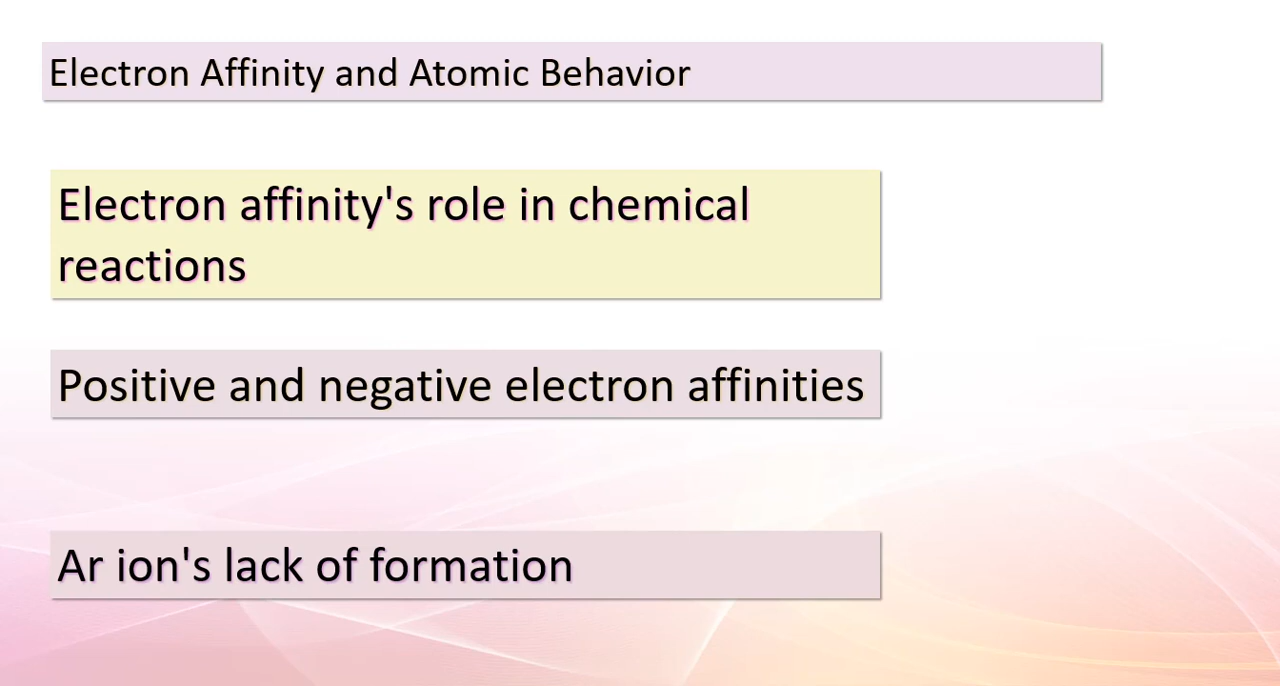 Electron Affinity and Atomic Behavior
Electron affinity's role in chemical
reactions
Positive and negative electron affinities
Ar ion's lack of formation